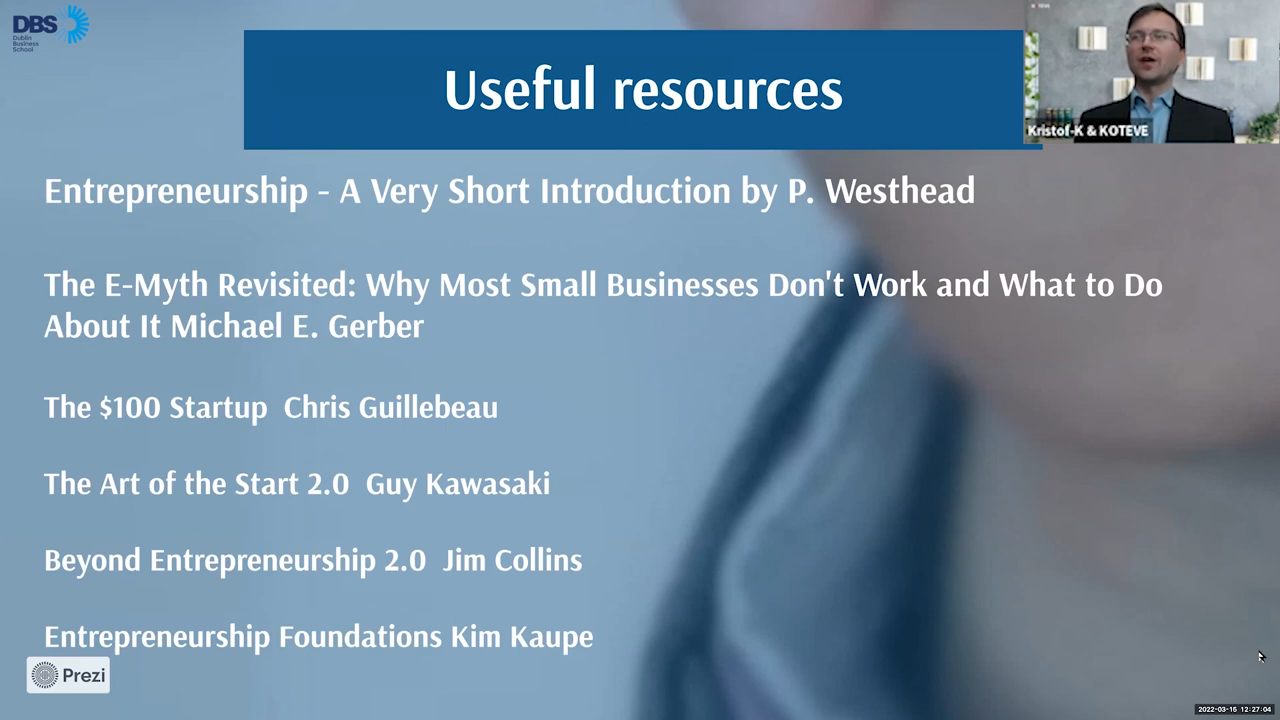 DBS
Dublin
Business
School
Useful resources
Kristof-K & KOTEVE
Entrepreneurship - A Very Short Introduction by P. Westhead
The E-Myth Revisited: Why Most Small Businesses Don't Work and What to Do
About It Michael E. Gerber
The $100 Startup  Chris Guillebeau
The Art of the Start 2.0  Guy Kawasaki
Beyond Entrepreneurship 2.0  Jim Collins
Entrepreneurship Foundations Kim Kaupe
Prezi
2022-03-15 12:27:04